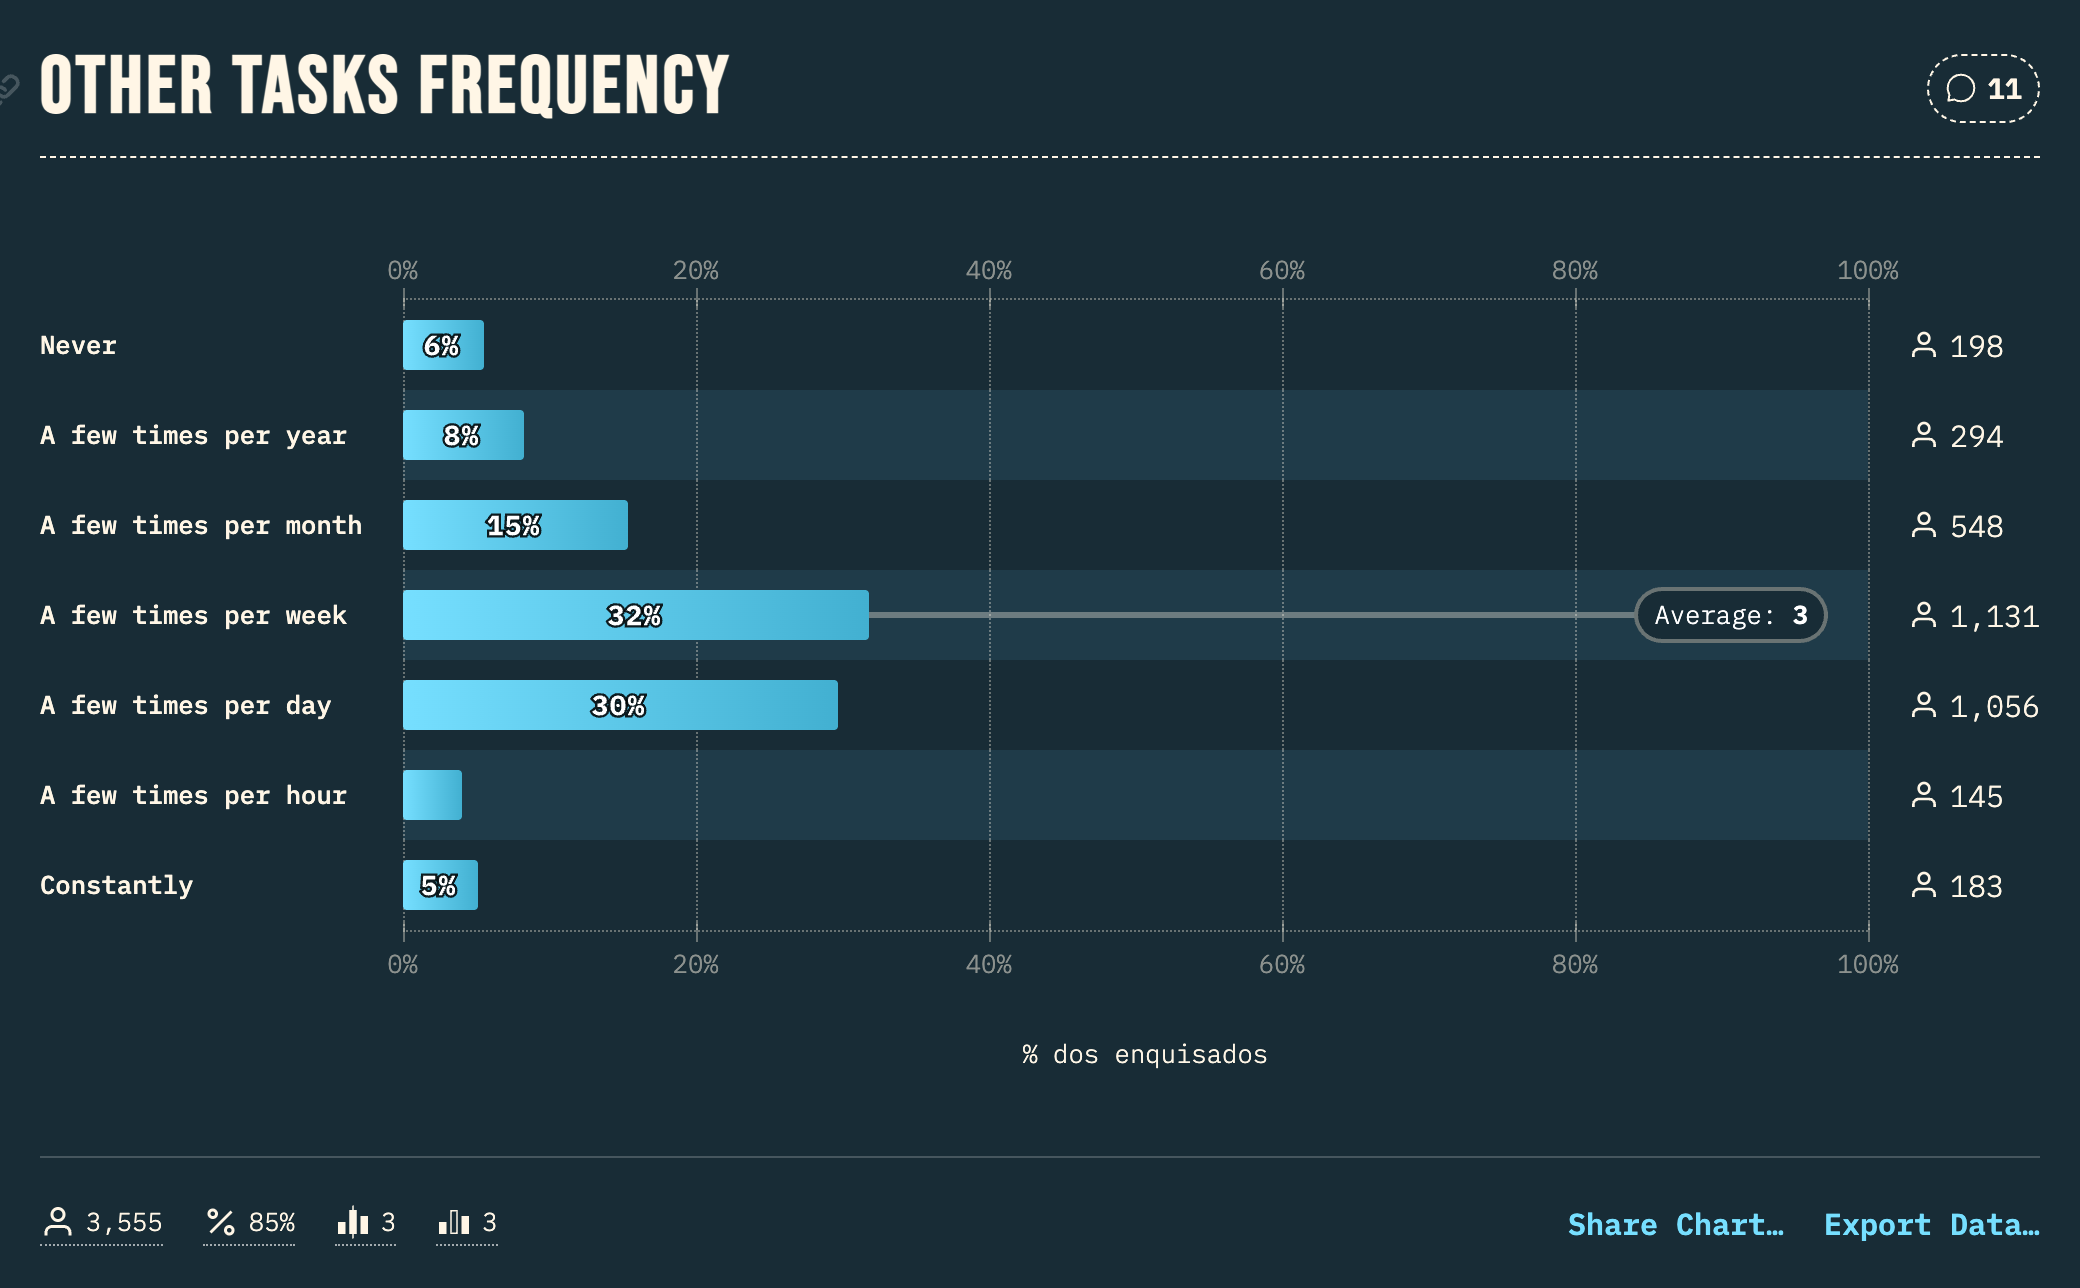 OTHER TASKS FREQUENCY
11
0% 20% 40% 60% 80% 100%
Never 6% 198
A few times per year 8% 294
A few times per month 15% 548
A few times per week 32% Average: 3 1,131
A few times per day 30% 1,056
A few times per hour 145
Constantly 5% 183
0% 20% 40% 60% 80% 100%
% dos enquisados
3,555 85% 3 3 Share Chart… Export Data…